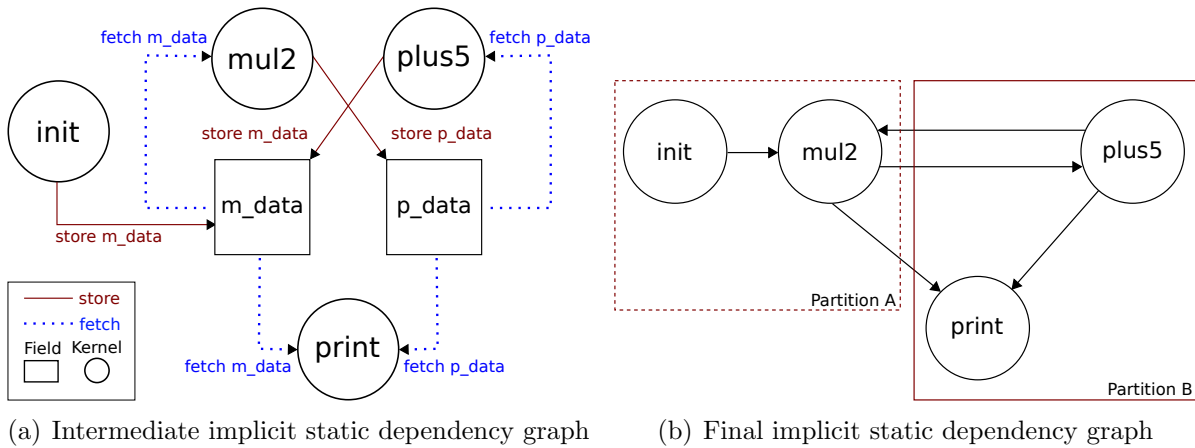 fetch m_data
mul2
plus5
fetch p_data
init
store m_data
store p_data
m_data
p_data
store m_data
store
fetch
Field Kernel
print
fetch m_data
fetch p_data
(a) Intermediate implicit static dependency graph
init
mul2
plus5
print
Partition A
Partition B
(b) Final implicit static dependency graph